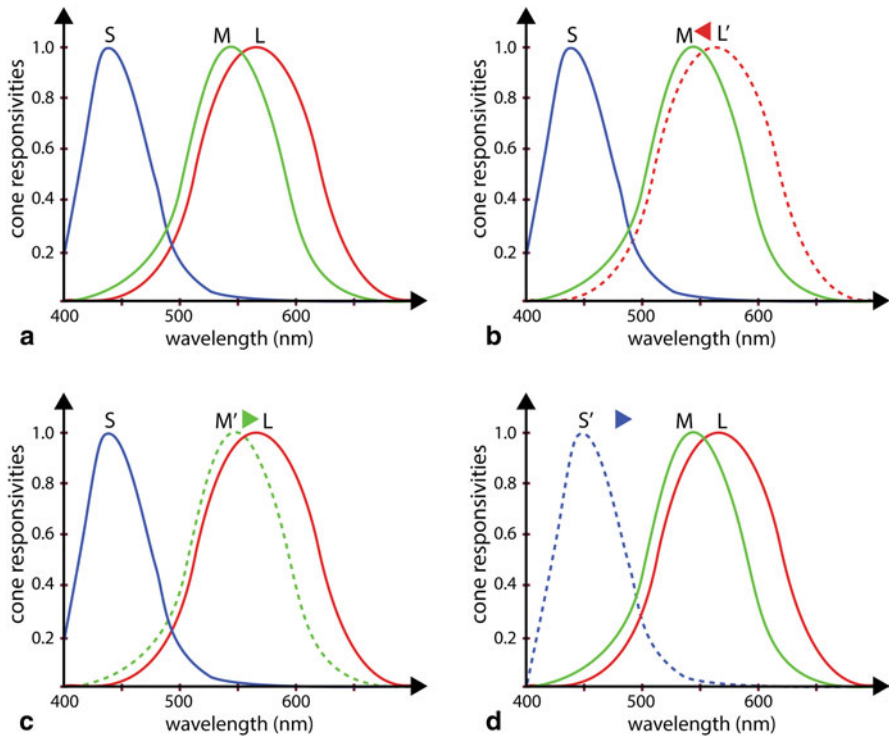 S M L
1.0
0.8
0.6
0.4
0.2
cone responsivities
400 500 600
wavelength (nm)
a
S M L'
1.0
0.8
0.6
0.4
0.2
cone responsivities
400 500 600
wavelength (nm)
b
S M' L
1.0
0.8
0.6
0.4
0.2
cone responsivities
400 500 600
wavelength (nm)
c
S' M L
1.0
0.8
0.6
0.4
0.2
cone responsivities
400 500 600
wavelength (nm)
d